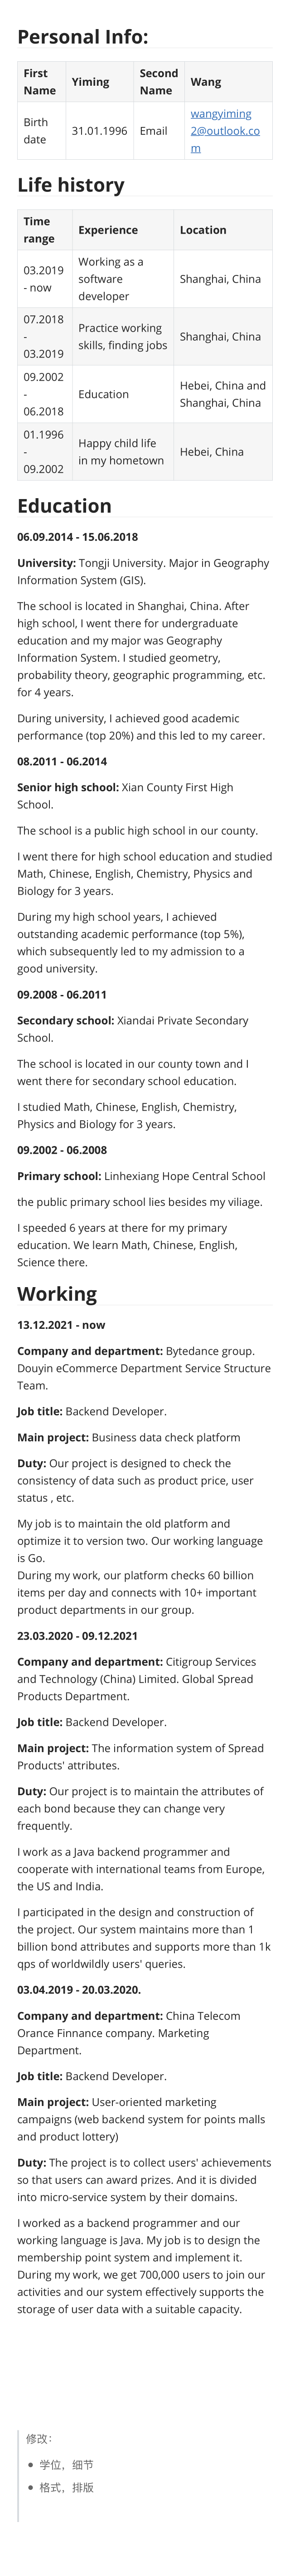 Personal Info:
First
Name
Yiming
Second
Name
Wang
Birth
date
31.01.1996
Email
wangyiming
2@outlook.co
m
Life history
Time
range
Experience
Location
03.2019
- now
Working as a
software
developer
Shanghai, China
07.2018
-
03.2019
Practice working
skills, finding jobs
Shanghai, China
09.2002
-
06.2018
Education
Hebei, China and
Shanghai, China
01.1996
-
09.2002
Happy child life
in my hometown
Hebei, China
Education
06.09.2014 - 15.06.2018
University: Tongji University. Major in Geography
Information System (GIS).
The school is located in Shanghai, China. After
high school, I went there for undergraduate
education and my major was Geography
Information System. I studied geometry,
probability theory, geographic programming, etc.
for 4 years.
During university, I achieved good academic
performance (top 20%) and this led to my career.
08.2011 - 06.2014
Senior high school: Xian County First High
School.
The school is a public high school in our county.
I went there for high school education and studied
Math, Chinese, English, Chemistry, Physics and
Biology for 3 years.
During my high school years, I achieved
outstanding academic performance (top 5%),
which subsequently led to my admission to a
good university.
09.2008 - 06.2011
Secondary school: Xiandai Private Secondary
School.
The school is located in our county town and I
went there for secondary school education.
I studied Math, Chinese, English, Chemistry,
Physics and Biology for 3 years.
09.2002 - 06.2008
Primary school: Linhexiang Hope Central School
the public primary school lies besides my viliage.
I speeded 6 years at there for my primary
education. We learn Math, Chinese, English,
Science there.
Working
13.12.2021 - now
Company and department: Bytedance group.
Douyin eCommerce Department Service Structure
Team.
Job title: Backend Developer.
Main project: Business data check platform
Duty: Our project is designed to check the
consistency of data such as product price, user
status , etc.
My job is to maintain the old platform and
optimize it to version two. Our working language
is Go.
During my work, our platform checks 60 billion
items per day and connects with 10+ important
product departments in our group.
23.03.2020 - 09.12.2021
Company and department: Citigroup Services
and Technology (China) Limited. Global Spread
Products Department.
Job title: Backend Developer.
Main project: The information system of Spread
Products' attributes.
Duty: Our project is to maintain the attributes of
each bond because they can change very
frequently.
I work as a Java backend programmer and
cooperate with international teams from Europe,
the US and India.
I participated in the design and construction of
the project. Our system maintains more than 1
billion bond attributes and supports more than 1k
qps of worldwildly users' queries.
03.04.2019 - 20.03.2020.
Company and department: China Telecom
Orance Finnance company. Marketing
Department.
Job title: Backend Developer.
Main project: User-oriented marketing
campaigns (web backend system for points malls
and product lottery)
Duty: The project is to collect users' achievements
so that users can award prizes. And it is divided
into micro-service system by their domains.
I worked as a backend programmer and our
working language is Java. My job is to design the
membership point system and implement it.
During my work, we get 700,000 users to join our
activities and our system effectively supports the
storage of user data with a suitable capacity.
修改：
学位，细节
格式，排版